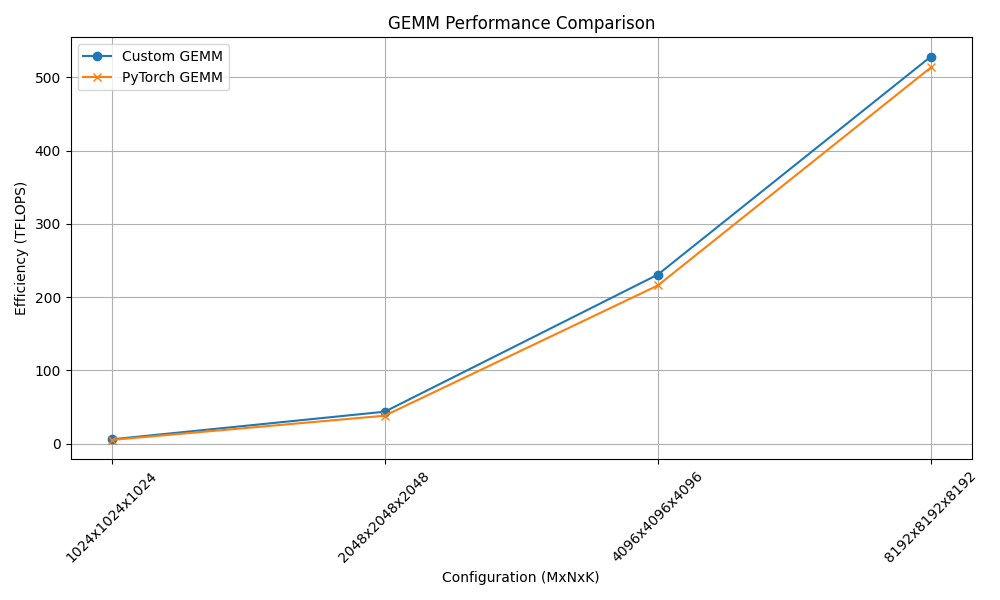 GEMM Performance Comparison
Custom GEMM
PyTorch GEMM
Efficiency (TFLOPS)
500
400
300
200
100
0
1024x1024x1024
2048x2048x2048
4096x4096x4096
8192x8192x8192
Configuration (MxNxK)